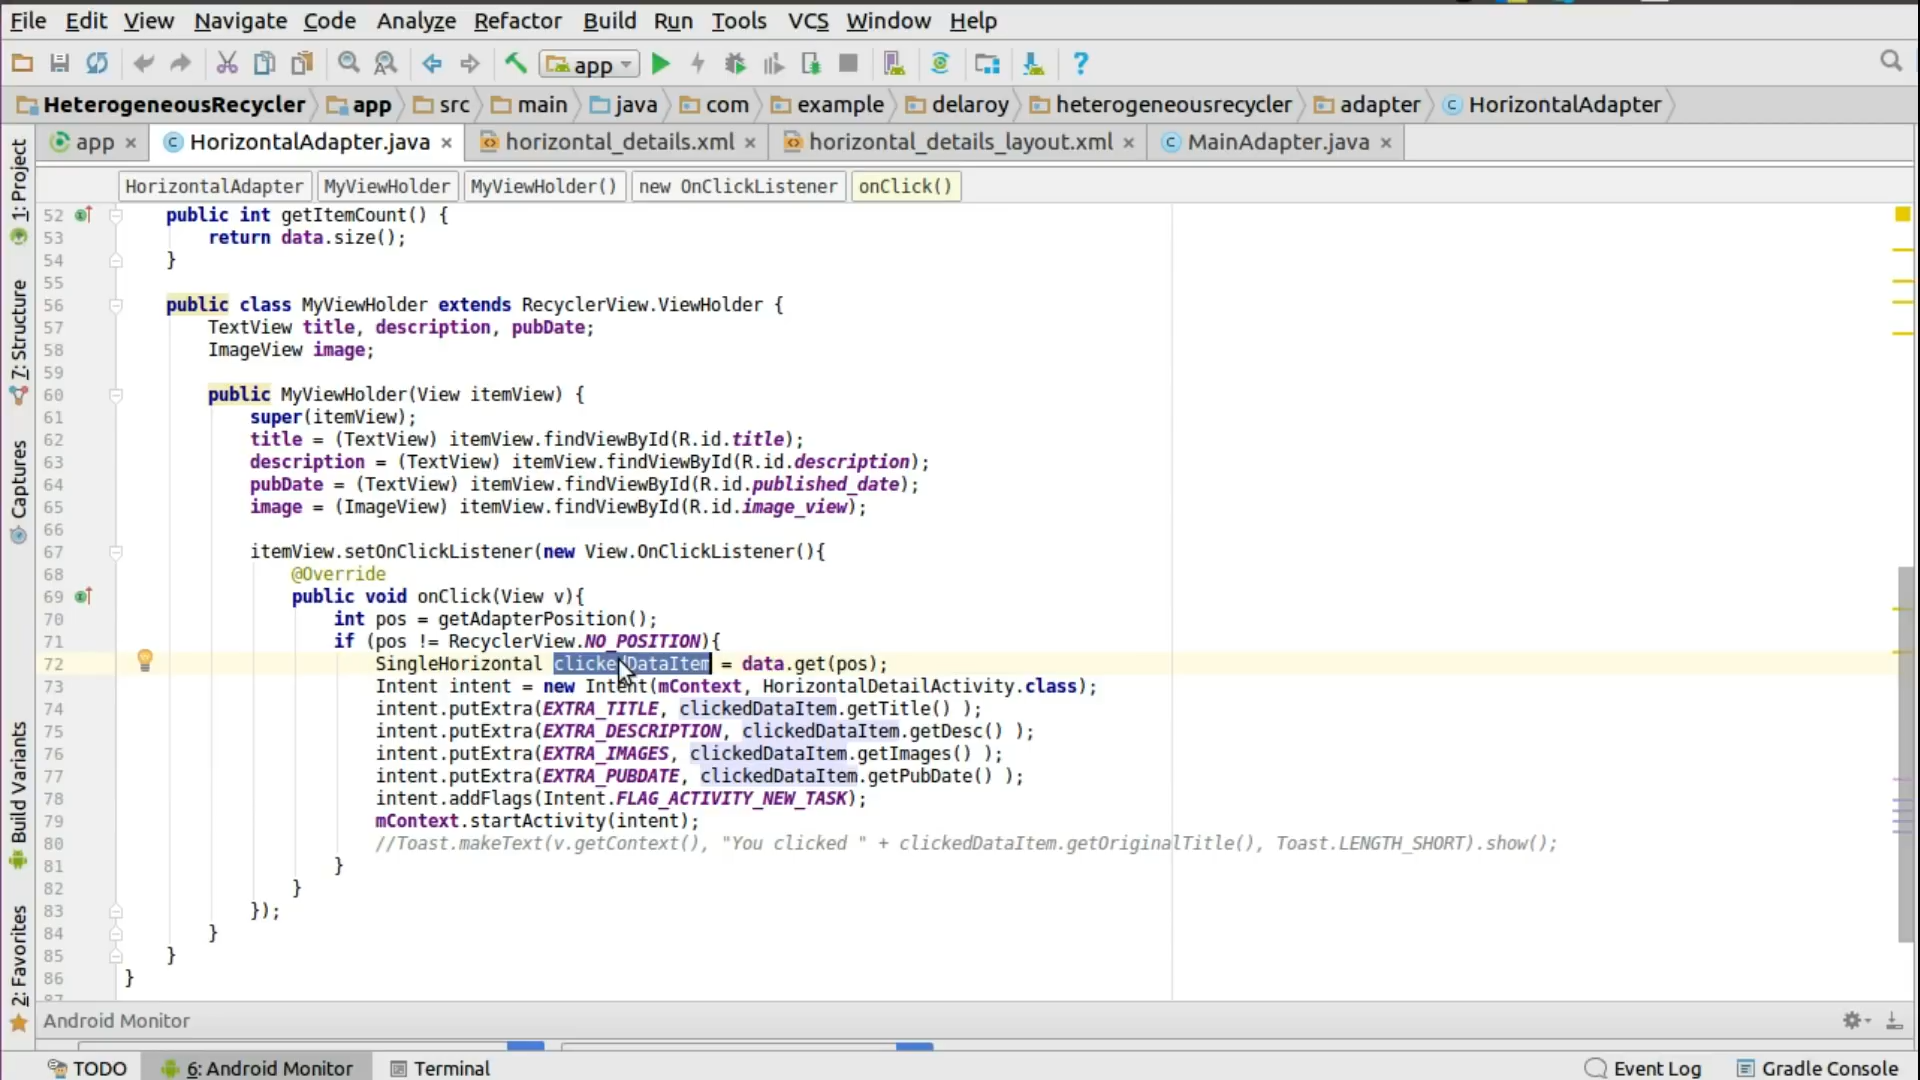 File Edit View Navigate Code Analyze Refactor Build Run Tools VCS Window Help
app
HeterogeneousRecycler app src main java com example delaroy heterogeneousrecycler adapter HorizontalAdapter
app HorizontalAdapter.java horizontal_details.xml horizontal_details_layout.xml MainAdapter.java
HorizontalAdapter MyViewHolder MyViewHolder() new OnClickListener onClick()
1: Project
7: Structure
Captures
Build Variants
2: Favorites
52 public int getItemCount() {
53 return data.size();
54 }
55
56 public class MyViewHolder extends RecyclerView.ViewHolder {
57 TextView title, description, pubDate;
58 ImageView image;
59
60 public MyViewHolder(View itemView) {
61 super(itemView);
62 title = (TextView) itemView.findViewById(R.id.title);
63 description = (TextView) itemView.findViewById(R.id.description);
64 pubDate = (TextView) itemView.findViewById(R.id.published_date);
65 image = (ImageView) itemView.findViewById(R.id.image_view);
66
67 itemView.setOnClickListener(new View.OnClickListener(){
68 @Override
69 public void onClick(View v){
70 int pos = getAdapterPosition();
71 if (pos != RecyclerView.NO_POSITION){
72 SingleHorizontal clickedDataItem = data.get(pos);
73 Intent intent = new Intent(mContext, HorizontalDetailActivity.class);
74 intent.putExtra(EXTRA_TITLE, clickedDataItem.getTitle() );
75 intent.putExtra(EXTRA_DESCRIPTION, clickedDataItem.getDesc() );
76 intent.putExtra(EXTRA_IMAGES, clickedDataItem.getImages() );
77 intent.putExtra(EXTRA_PUBDATE, clickedDataItem.getPubDate() );
78 intent.addFlags(Intent.FLAG_ACTIVITY_NEW_TASK);
79 mContext.startActivity(intent);
80 //Toast.makeText(v.getContext(), "You clicked " + clickedDataItem.getOriginalTitle(), Toast.LENGTH_SHORT).show();
81 }
82 }
83 });
84 }
85 }
86 }
87
Android Monitor
TODO 6: Android Monitor Terminal Event Log Gradle Console